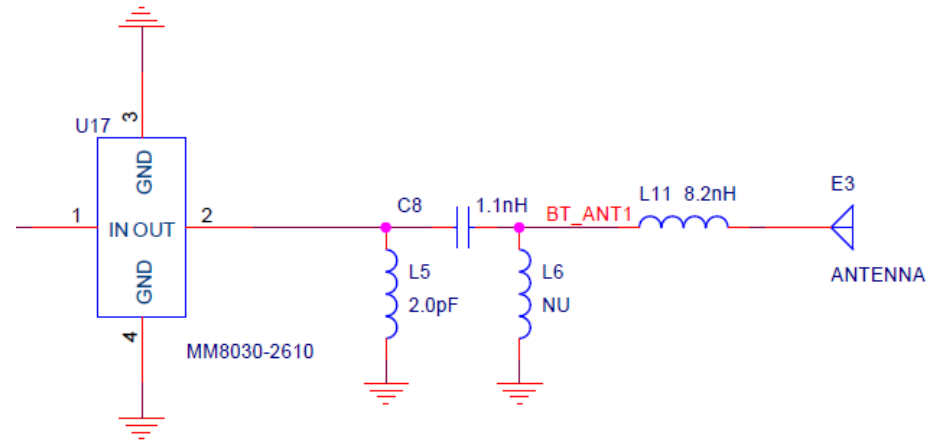 3
U17
GND
1
IN OUT
2
GND
4
MM8030-2610
C8
1.1nH
L5
2.0pF
BT_ANT1
L6
NU
L11 8.2nH
E3
ANTENNA